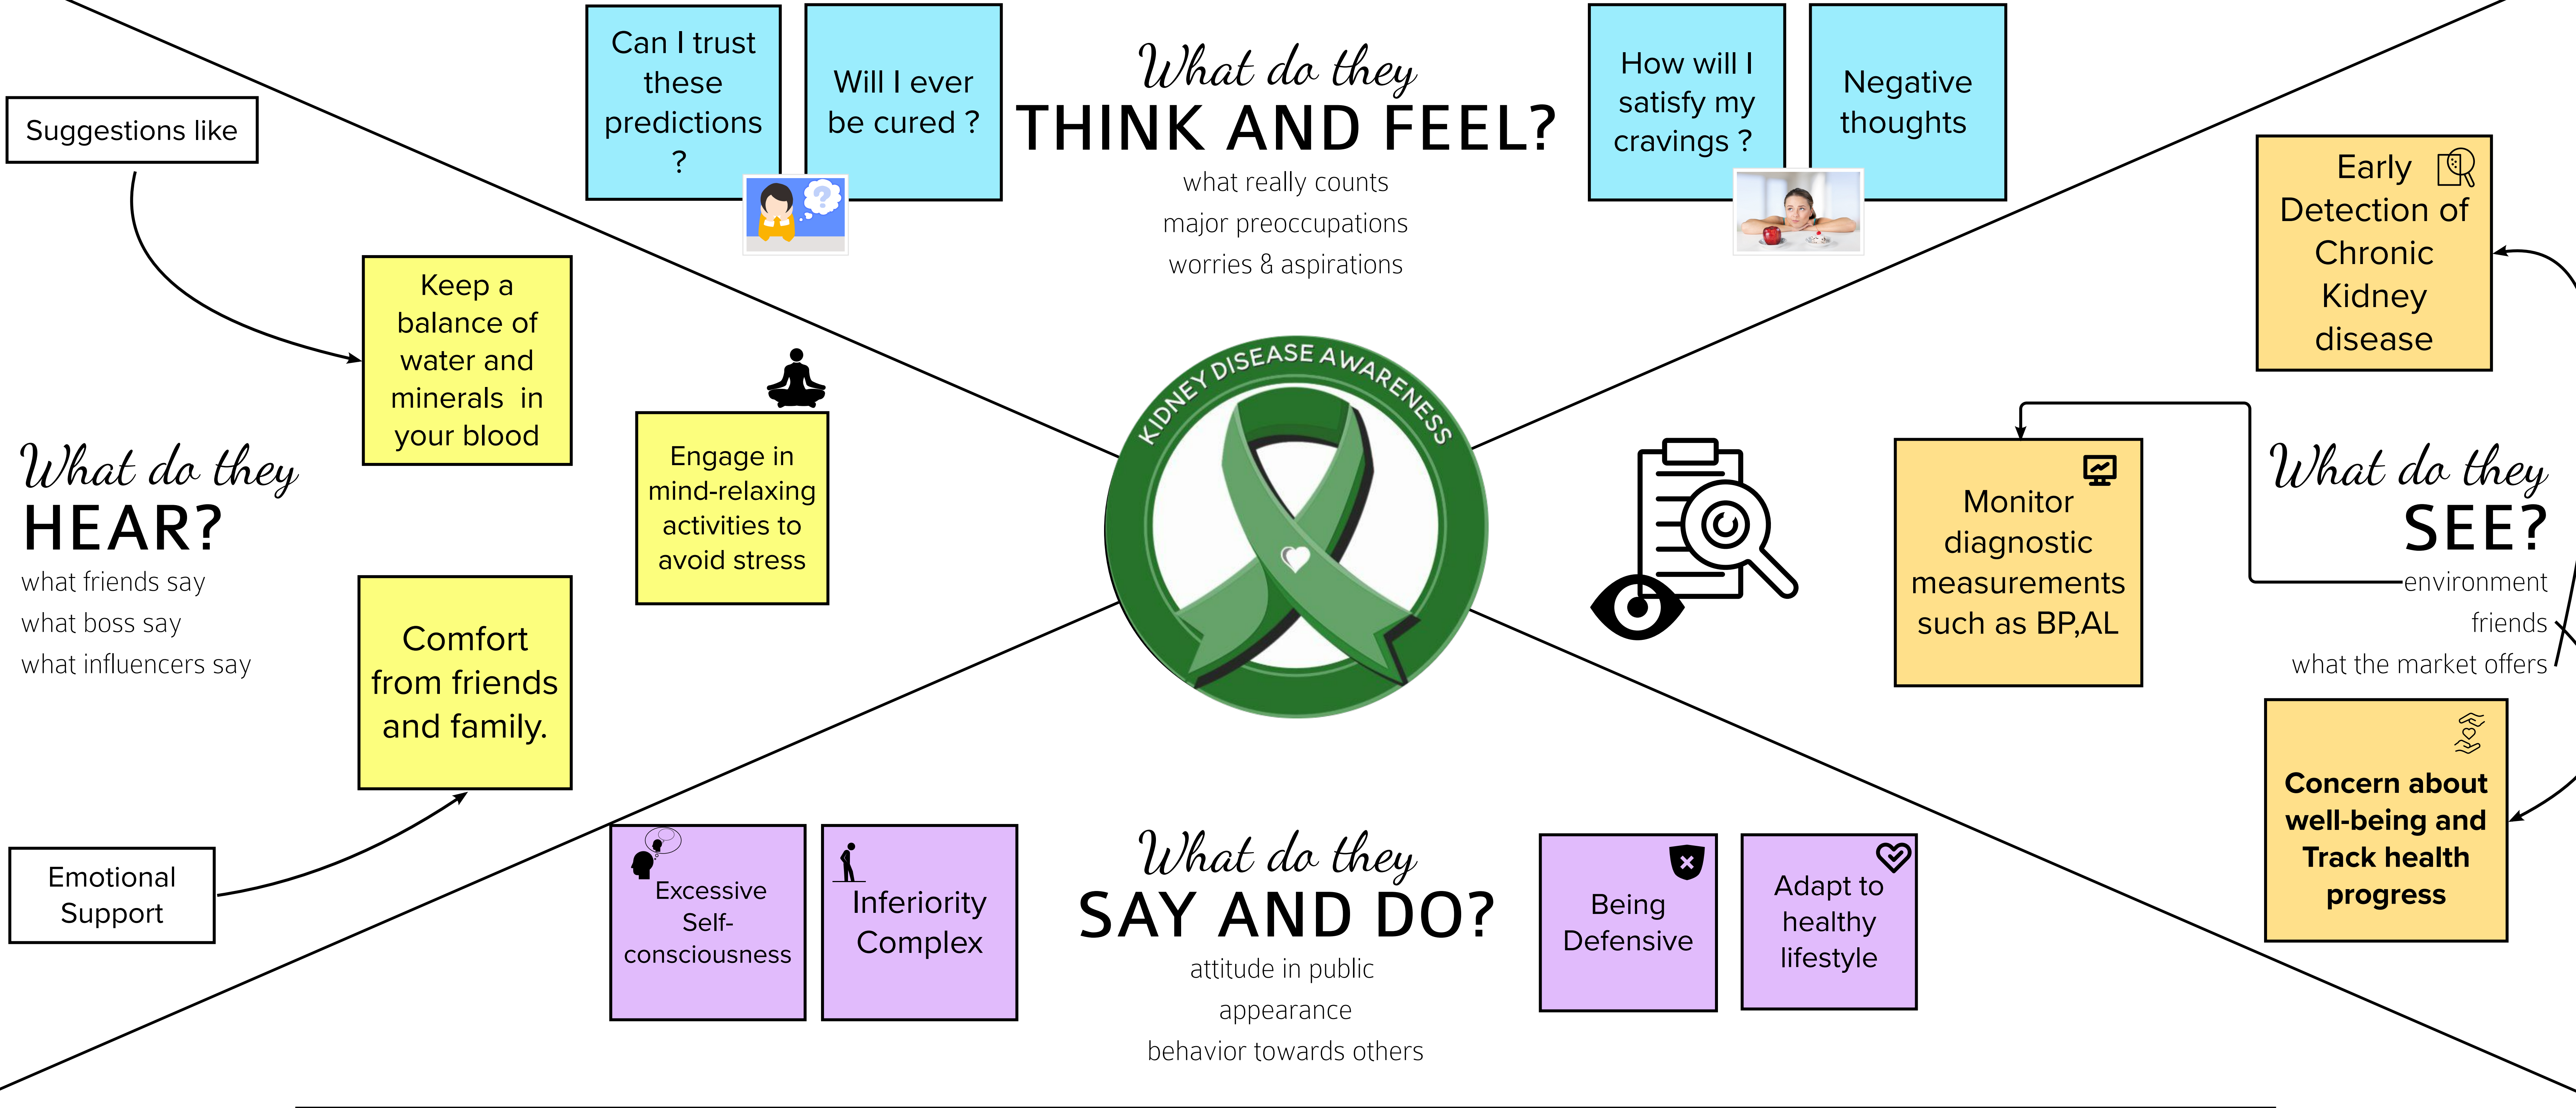 Can I trust
these
predictions
?
Will I ever
be cured ?
What do they
THINK AND FEEL?
what really counts
major preoccupations
worries & aspirations
How will I
satisfy my
cravings ?
Negative
thoughts
Suggestions like
Keep a
balance of
water and
minerals in
your blood
Engage in
mind-relaxing
activities to
avoid stress
What do they
HEAR?
what friends say
what boss say
what influencers say
Comfort
from friends
and family.
Emotional
Support
KIDNEY DISEASE AWARENESS
Early
Detection of
Chronic
Kidney
disease
Monitor
diagnostic
measurements
such as BP,AL
What do they
SEE?
environment
friends
what the market offers
Concern about
well-being and
Track health
progress
Excessive
Self-
consciousness
Inferiority
Complex
What do they
SAY AND DO?
attitude in public
appearance
behavior towards others
Being
Defensive
Adapt to
healthy
lifestyle